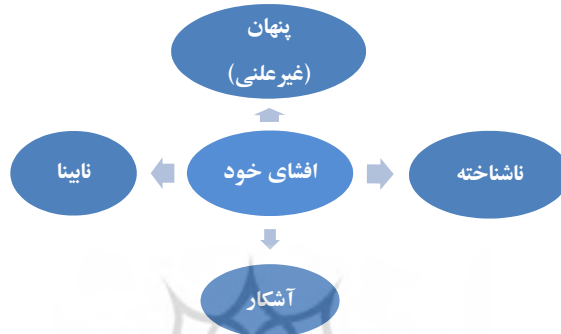 پنهان
(غیرعلنی)
ناشناخته
افشای خود
نابینا
آشکار